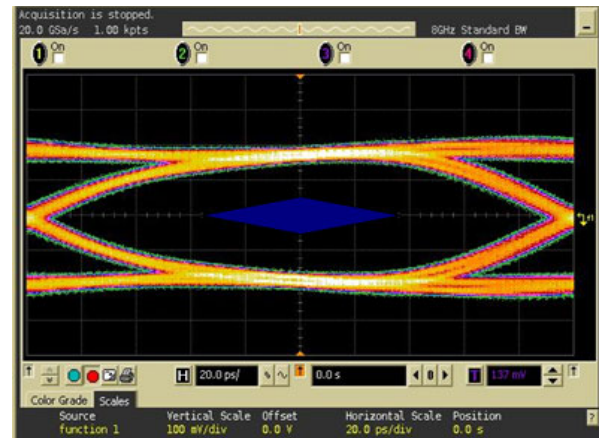 Acquisition is stopped.
20.0 GSa/s 1.00 kpts 8GHz Standard BW
1 On 2 On 3 On 4 On
f1
H 20.0 ps/ 0.0 s 0 T 137 mV
Color Grade Scales
Source Vertical Scale Offset Horizontal Scale Position
function 1 100 mV/div 0.0 V 20.0 ps/div 0.0 s
?